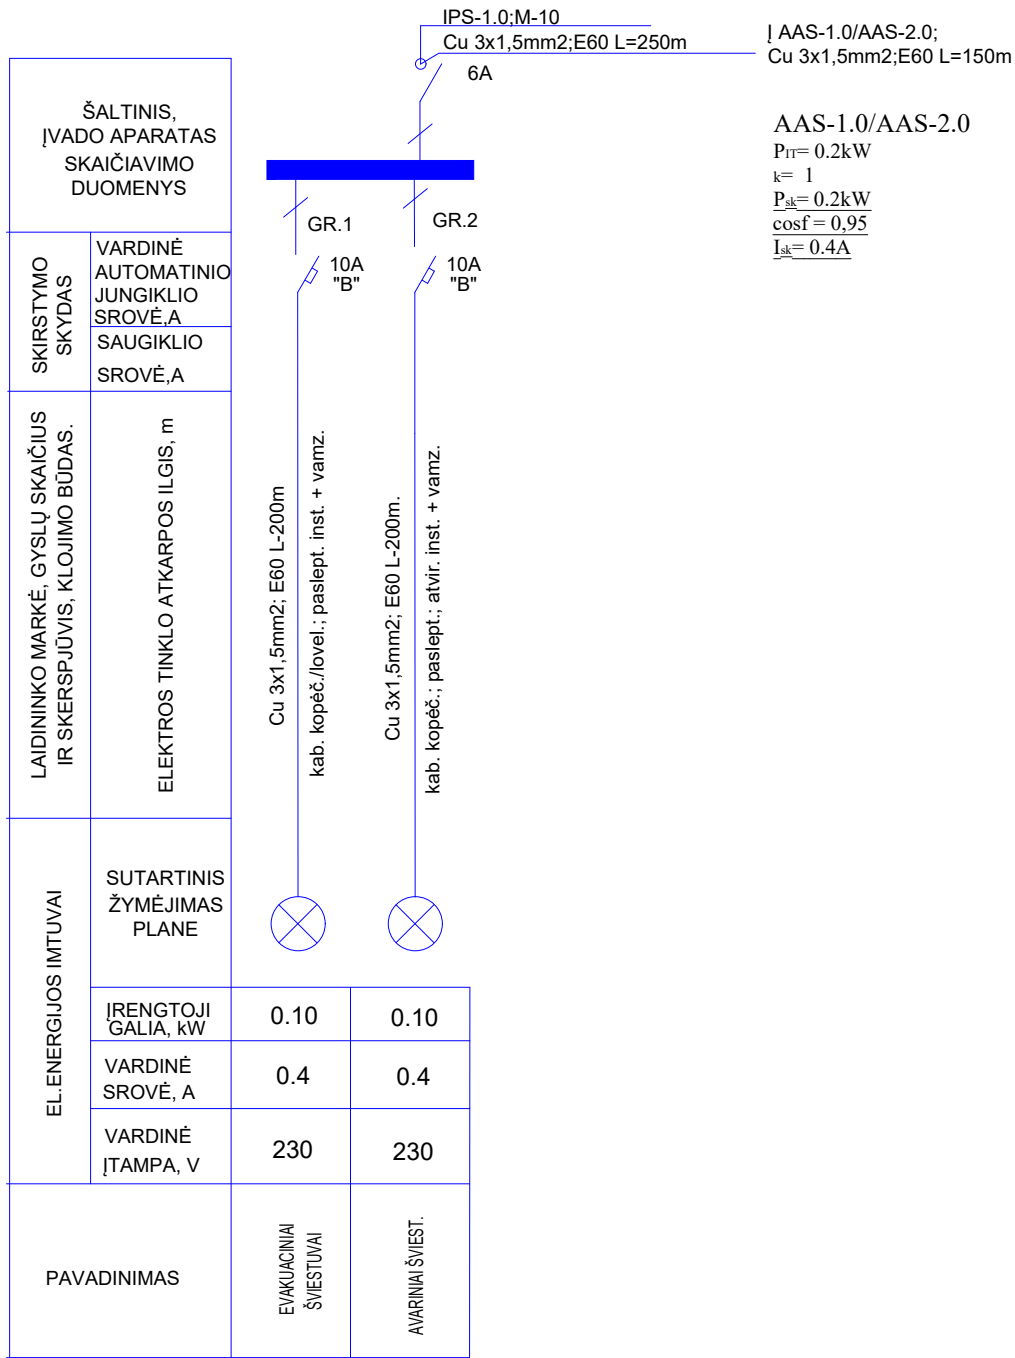 IPS-1.0;M-10
Cu 3x1,5mm2;E60 L=250m
Į AAS-1.0/AAS-2.0;
Cu 3x1,5mm2;E60 L=150m
6A
AAS-1.0/AAS-2.0
PIT= 0.2kW
k= 1
Psk= 0.2kW
cosf = 0,95
Isk= 0.4A
ŠALTINIS,
ĮVADO APARATAS
SKAIČIAVIMO
DUOMENYS
GR.1
GR.2
SKIRSTYMO
SKYDAS
VARDINĖ
AUTOMATINIO
JUNGIKLIO
SROVĖ,A
10A
"B"
10A
"B"
SAUGIKLIO
SROVĖ,A
LAIDININKO MARKĖ, GYSLŲ SKAIČIUS
IR SKERSPJŪVIS, KLOJIMO BŪDAS.
ELEKTROS TINKLO ATKARPOS ILGIS, m
Cu 3x1,5mm2; E60 L-200m
kab. kopėč./lovel.; paslept. inst. + vamz.
Cu 3x1,5mm2; E60 L-200m.
kab. kopėč.; paslept.; atvir. inst. + vamz.
EL.ENERGIJOS IMTUVAI
SUTARTINIS
ŽYMĖJIMAS
PLANE
ĮRENGTOJI
GALIA, kW
0.10
0.10
VARDINĖ
SROVĖ, A
0.4
0.4
VARDINĖ
ĮTAMPA, V
230
230
PAVADINIMAS
EVAKUACINIAI
ŠVIESTUVAI
AVARINIAI ŠVIEST.